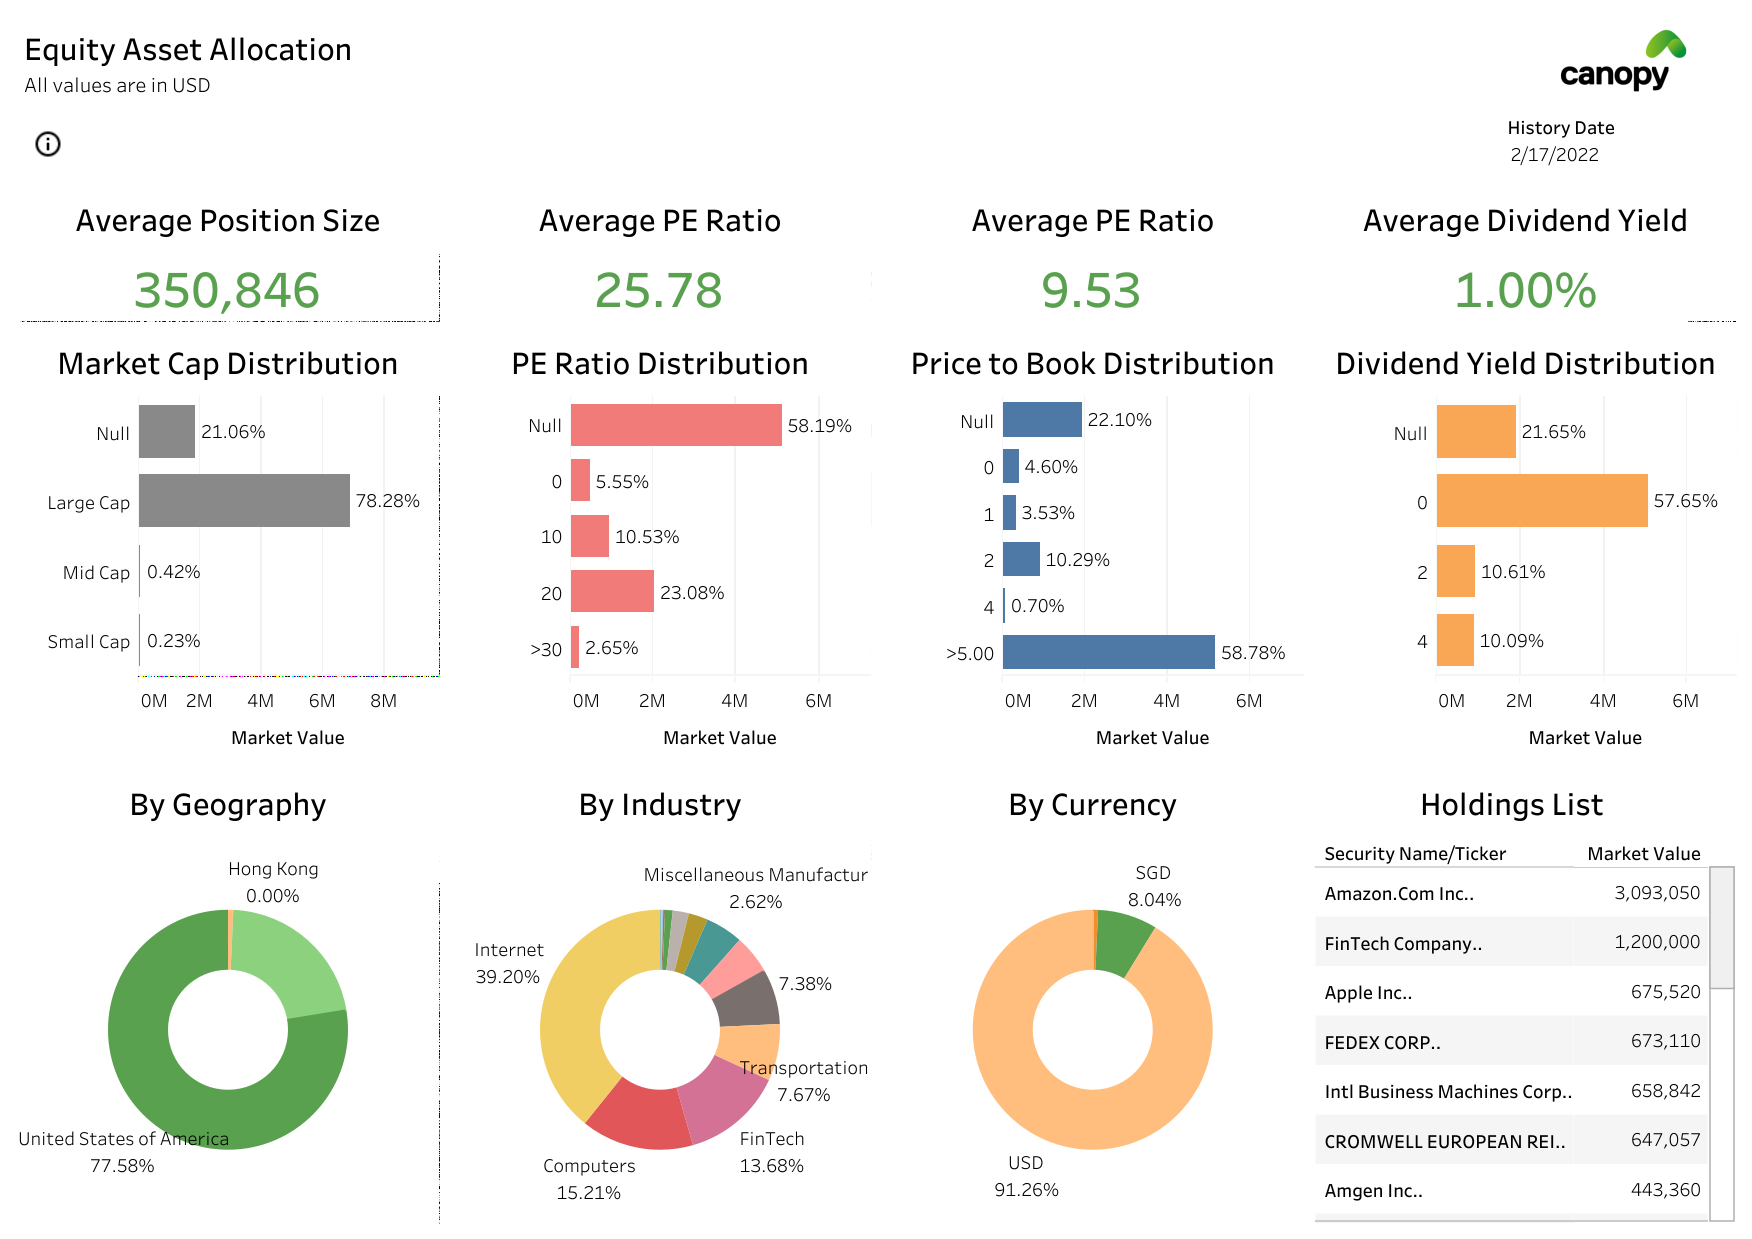 Equity Asset Allocation
All values are in USD
canopy
History Date
2/17/2022
Average Position Size
350,846
Average PE Ratio
25.78
Average PE Ratio
9.53
Average Dividend Yield
1.00%
Market Cap Distribution
Null
21.06%
Large Cap
78.28%
Mid Cap
0.42%
Small Cap
0.23%
0M 2M 4M 6M 8M
Market Value
PE Ratio Distribution
Null
58.19%
0
5.55%
10
10.53%
20
23.08%
>30
2.65%
0M 2M 4M 6M
Market Value
Price to Book Distribution
Null
22.10%
0
4.60%
1
3.53%
2
10.29%
4
0.70%
>5.00
58.78%
0M 2M 4M 6M
Market Value
Dividend Yield Distribution
Null
21.65%
0
57.65%
2
10.61%
4
10.09%
0M 2M 4M 6M
Market Value
By Geography
Hong Kong
0.00%
United States of America
77.58%
By Industry
Miscellaneous Manufactur
2.62%
Internet
39.20%
7.38%
Transportation
7.67%
FinTech
13.68%
Computers
15.21%
By Currency
SGD
8.04%
USD
91.26%
Holdings List
Security Name/Ticker Market Value
Amazon.Com Inc.. 3,093,050
FinTech Company.. 1,200,000
Apple Inc.. 675,520
FEDEX CORP.. 673,110
Intl Business Machines Corp.. 658,842
CROMWELL EUROPEAN REI.. 647,057
Amgen Inc.. 443,360